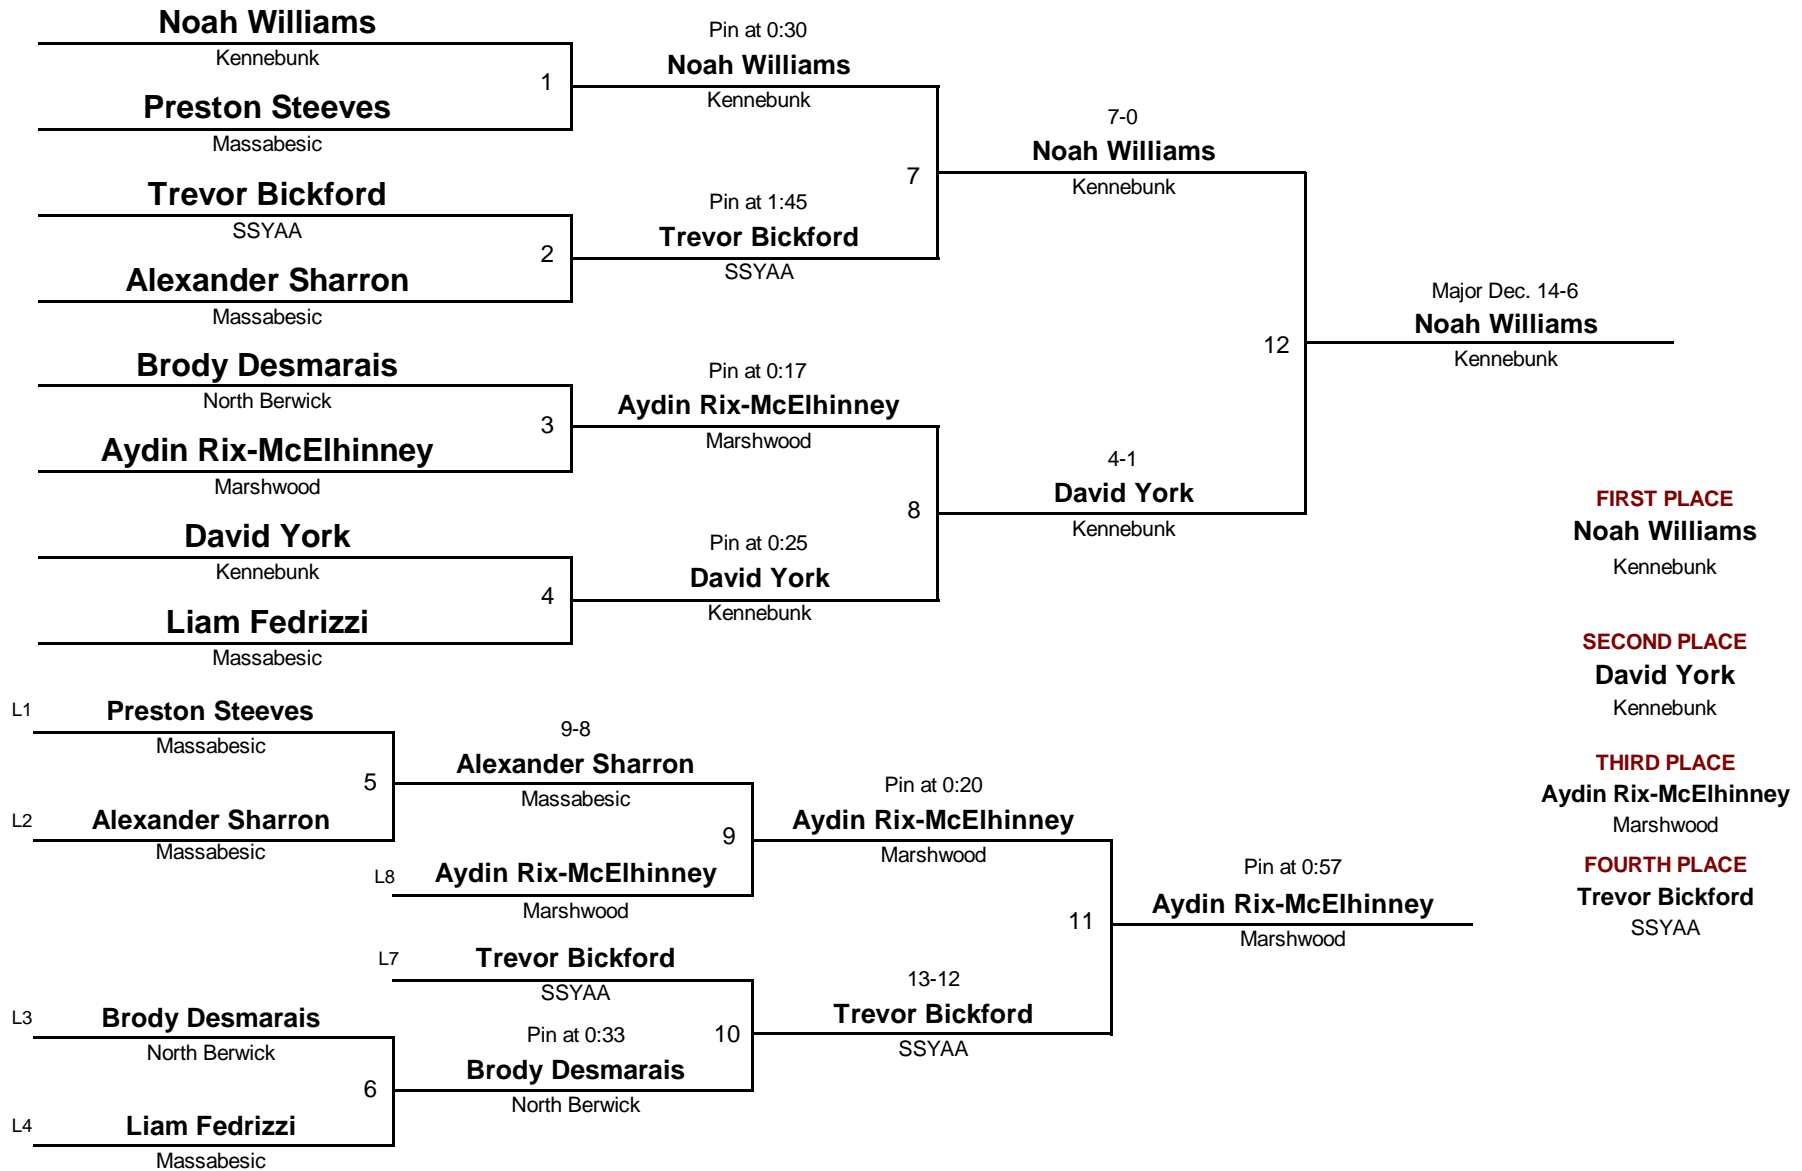 Noah Williams
Kennebunk
1
Preston Steeves
Massabesic
Trevor Bickford
SSYAA
2
Alexander Sharron
Massabesic
Brody Desmarais
North Berwick
3
Aydin Rix-McElhinney
Marshwood
David York
Kennebunk
4
Liam Fedrizzi
Massabesic
Pin at 0:30
Noah Williams
Kennebunk
7
Pin at 1:45
Trevor Bickford
SSYAA
Pin at 0:17
Aydin Rix-McElhinney
Marshwood
8
Pin at 0:25
David York
Kennebunk
7-0
Noah Williams
Kennebunk
12
4-1
David York
Kennebunk
Major Dec. 14-6
Noah Williams
Kennebunk
FIRST PLACE
Noah Williams
Kennebunk
SECOND PLACE
David York
Kennebunk
THIRD PLACE
Aydin Rix-McElhinney
Marshwood
FOURTH PLACE
Trevor Bickford
SSYAA
L1 Preston Steeves
Massabesic
5
L2 Alexander Sharron
Massabesic
9-8
Alexander Sharron
Massabesic
9
L8 Aydin Rix-McElhinney
Marshwood
L7 Trevor Bickford
SSYAA
10
Pin at 0:33
Brody Desmarais
North Berwick
L3 Brody Desmarais
North Berwick
6
L4 Liam Fedrizzi
Massabesic
Pin at 0:20
Aydin Rix-McElhinney
Marshwood
11
13-12
Trevor Bickford
SSYAA
Pin at 0:57
Aydin Rix-McElhinney
Marshwood